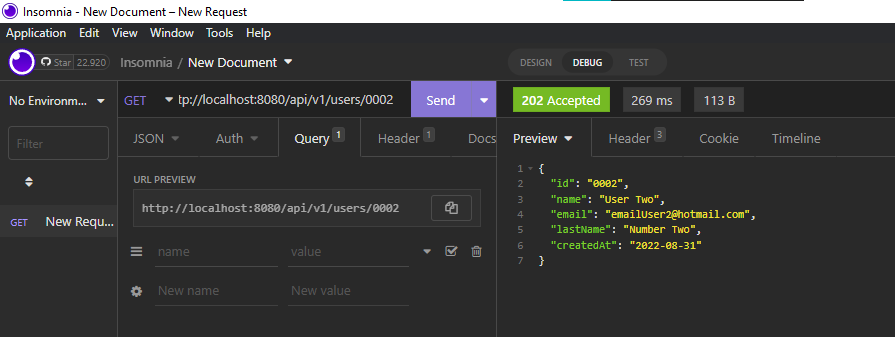 Insomnia - New Document – New Request
Application Edit View Window Tools Help
Star 22.920 Insomnia / New Document DESIGN DEBUG TEST
No Environm... GET tp://localhost:8080/api/v1/users/0002 Send 202 Accepted 269 ms 113 B
Filter JSON Auth Query 1 Header 1 Docs Preview Header 3 Cookie Timeline
URL PREVIEW
http://localhost:8080/api/v1/users/0002
GET New Requ...
name value
New name New value
1 {
2 "id": "0002",
3 "name": "User Two",
4 "email": "emailUser2@hotmail.com",
5 "lastName": "Number Two",
6 "createdAt": "2022-08-31"
7 }